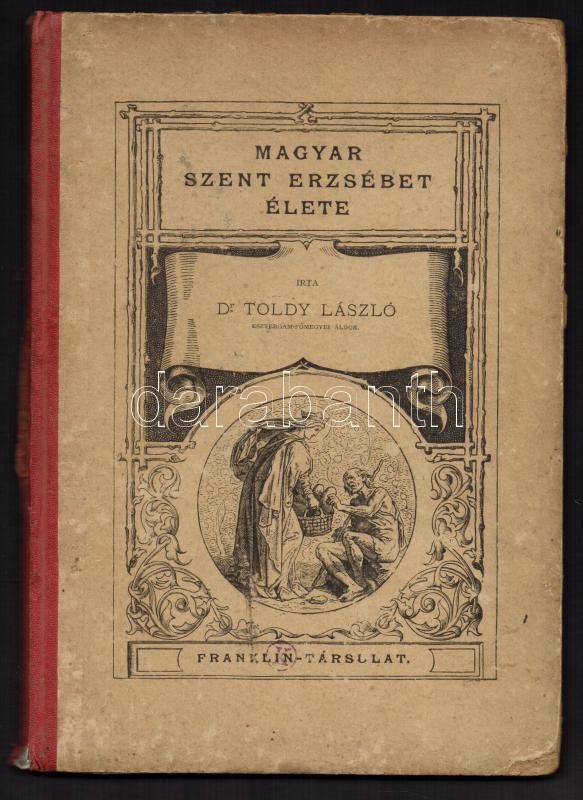 MAGYAR
SZENT ERZSÉBET
ÉLETE
IRTA
Dr TOLDY LÁSZLÓ
ESZTERGAM-FŐMEGYEI ÁLDOR.
darabanth
FRANKLIN-TÁRSULAT.